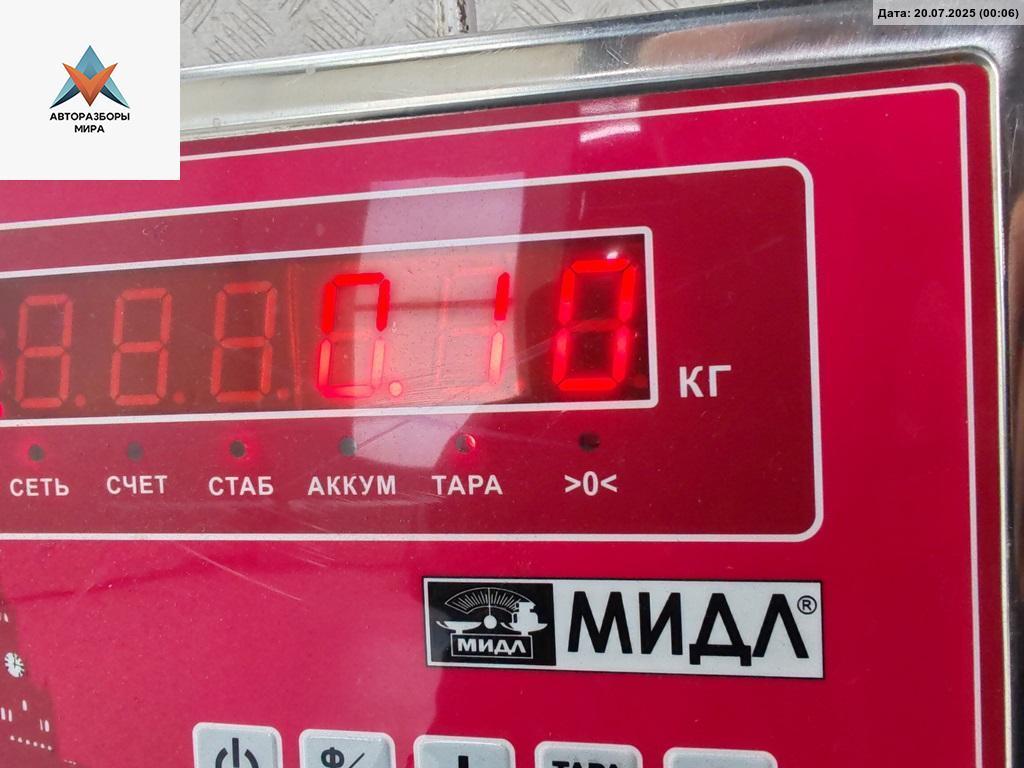 Дата: 20.07.2025 (00:06)
АВТОРАЗБОРЫ
МИРА
0.10
КГ
СЕТЬ СЧЕТ СТАБ АККУМ ТАРА >0<
МИДЛ МИДЛ®
ТАРА